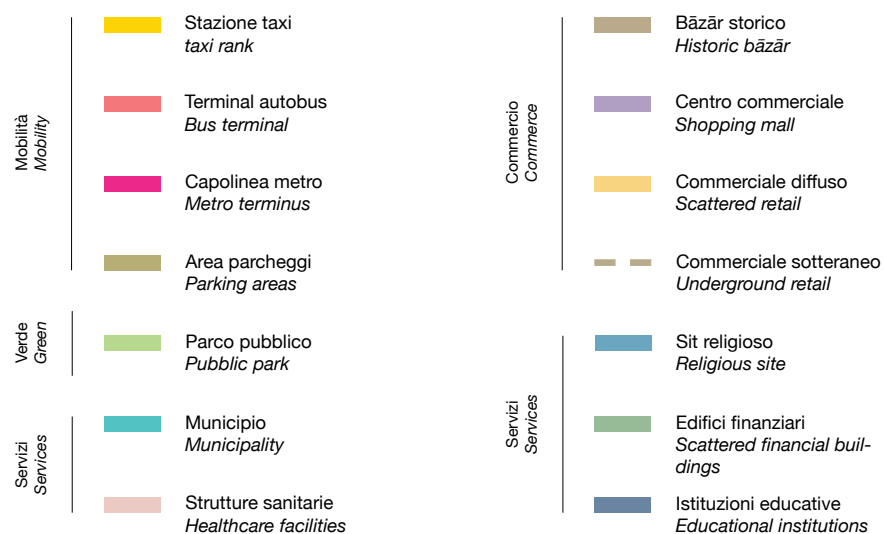 Mobilità
Mobility
Stazione taxi
taxi rank
Terminal autobus
Bus terminal
Capolinea metro
Metro terminus
Area parcheggi
Parking areas
Verde
Green
Parco pubblico
Pubblic park
Servizi
Services
Municipio
Municipality
Strutture sanitarie
Healthcare facilities
Commercio
Commerce
Bāzār storico
Historic bāzār
Centro commerciale
Shopping mall
Commerciale diffuso
Scattered retail
Commerciale sotteraneo
Underground retail
Servizi
Services
Sit religioso
Religious site
Edifici finanziari
Scattered financial buil-
dings
Istituzioni educative
Educational institutions